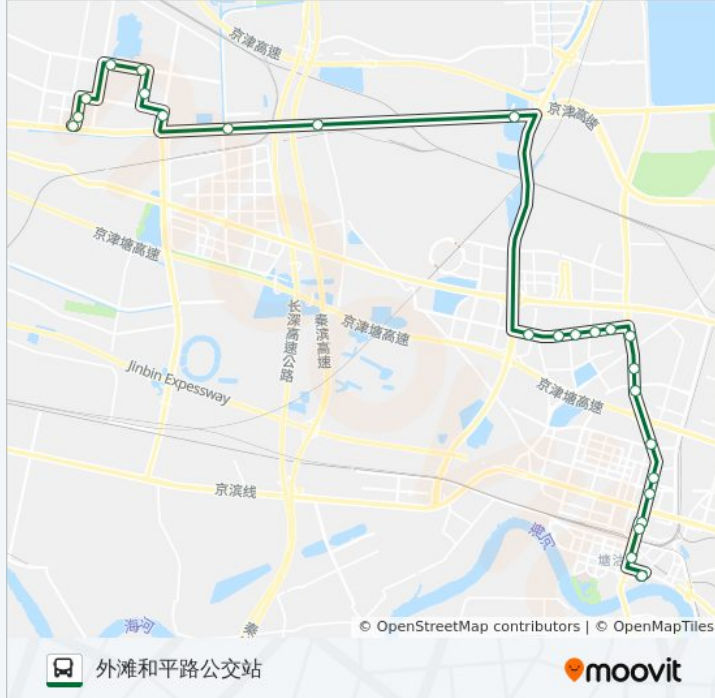 京津高速
京津高速
京津塘高速
长深高速公路
秦滨高速
京津塘高速
Jinbin Expessway
京津塘高速
京滨线
海河
塘沽
海河
秦
© OpenStreetMap contributors | © OpenMapTiles
外滩和平路公交站
moovit